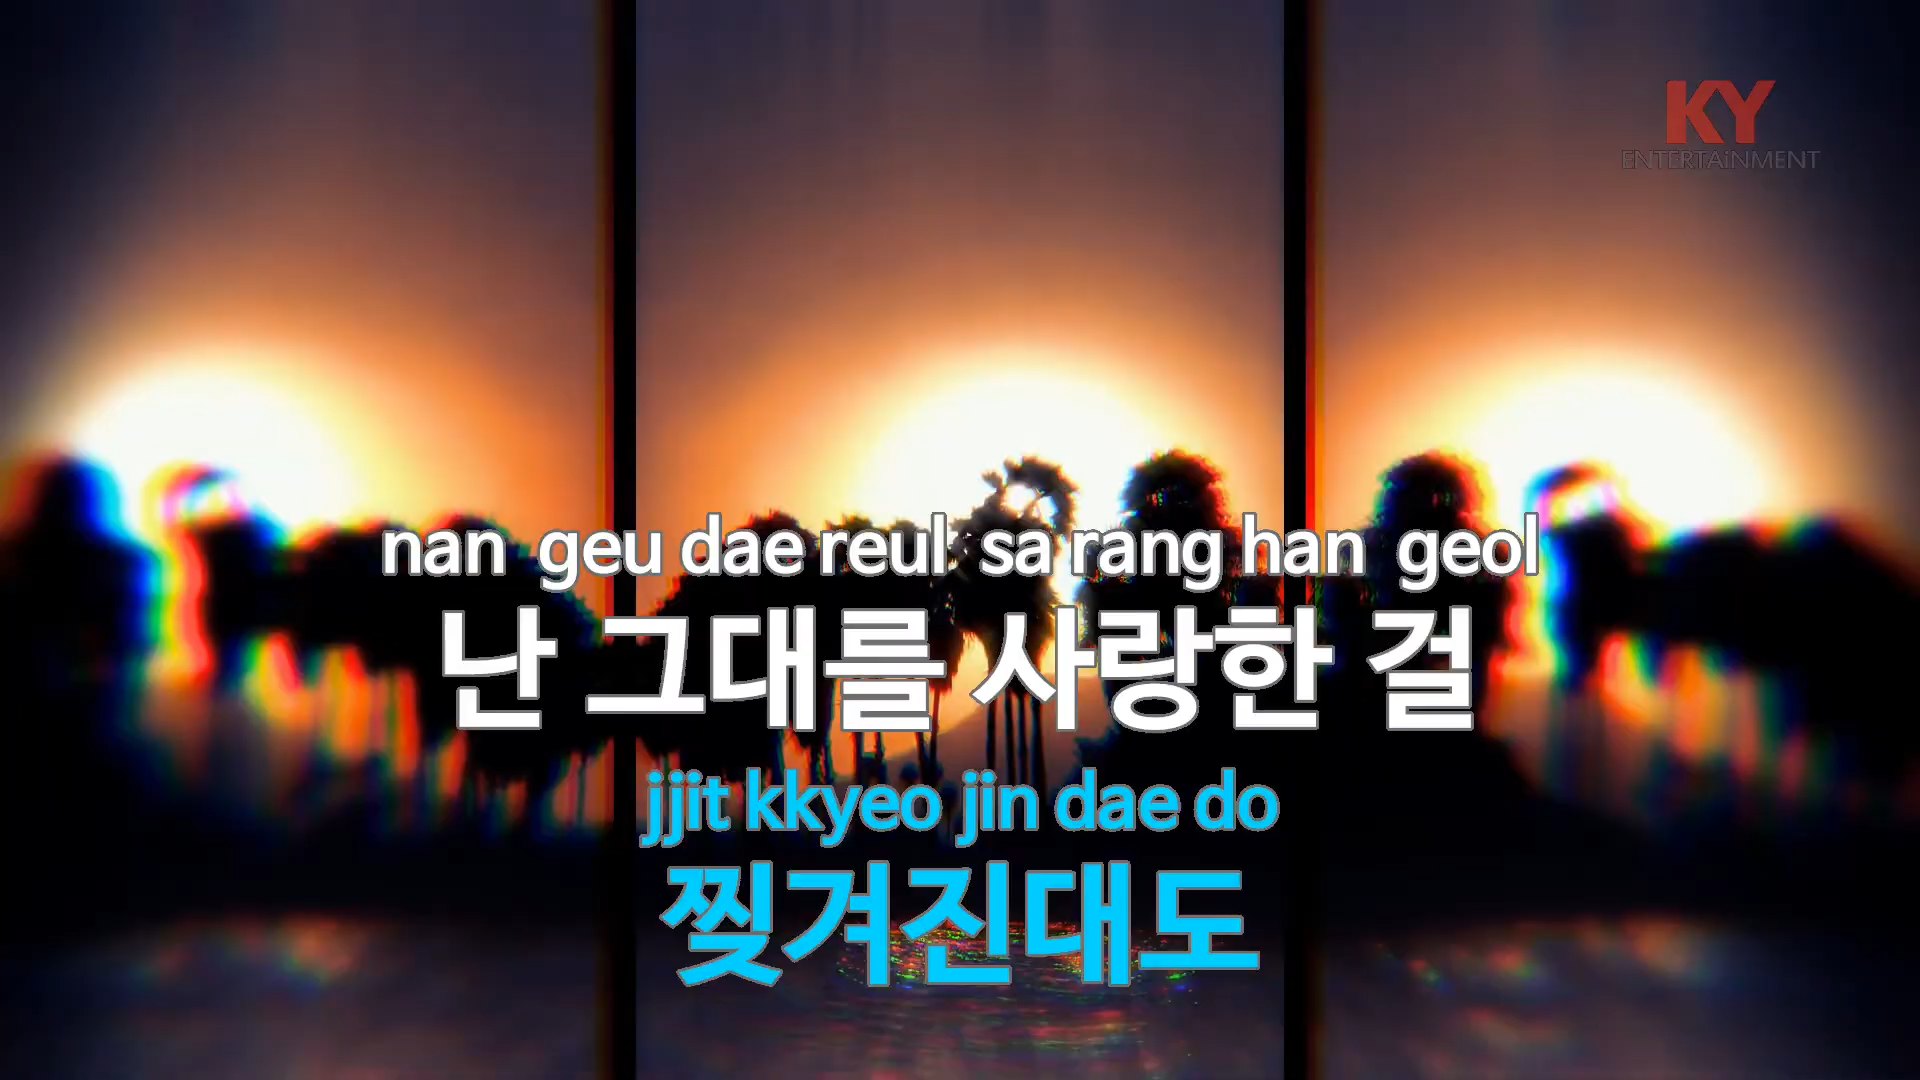 KY
ENTERTAiNMENT
nan geu dae reul sa rang han geol
난 그대를 사랑한 걸
jjit kkyeo jin dae do
찢겨진대도